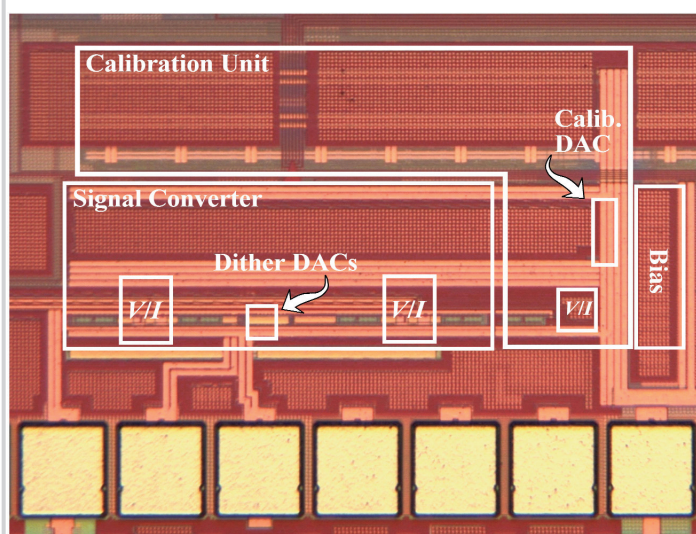 Calibration Unit
Calib.
DAC
Signal Converter
Dither DACs
Bias
V/I
V/I
V/I